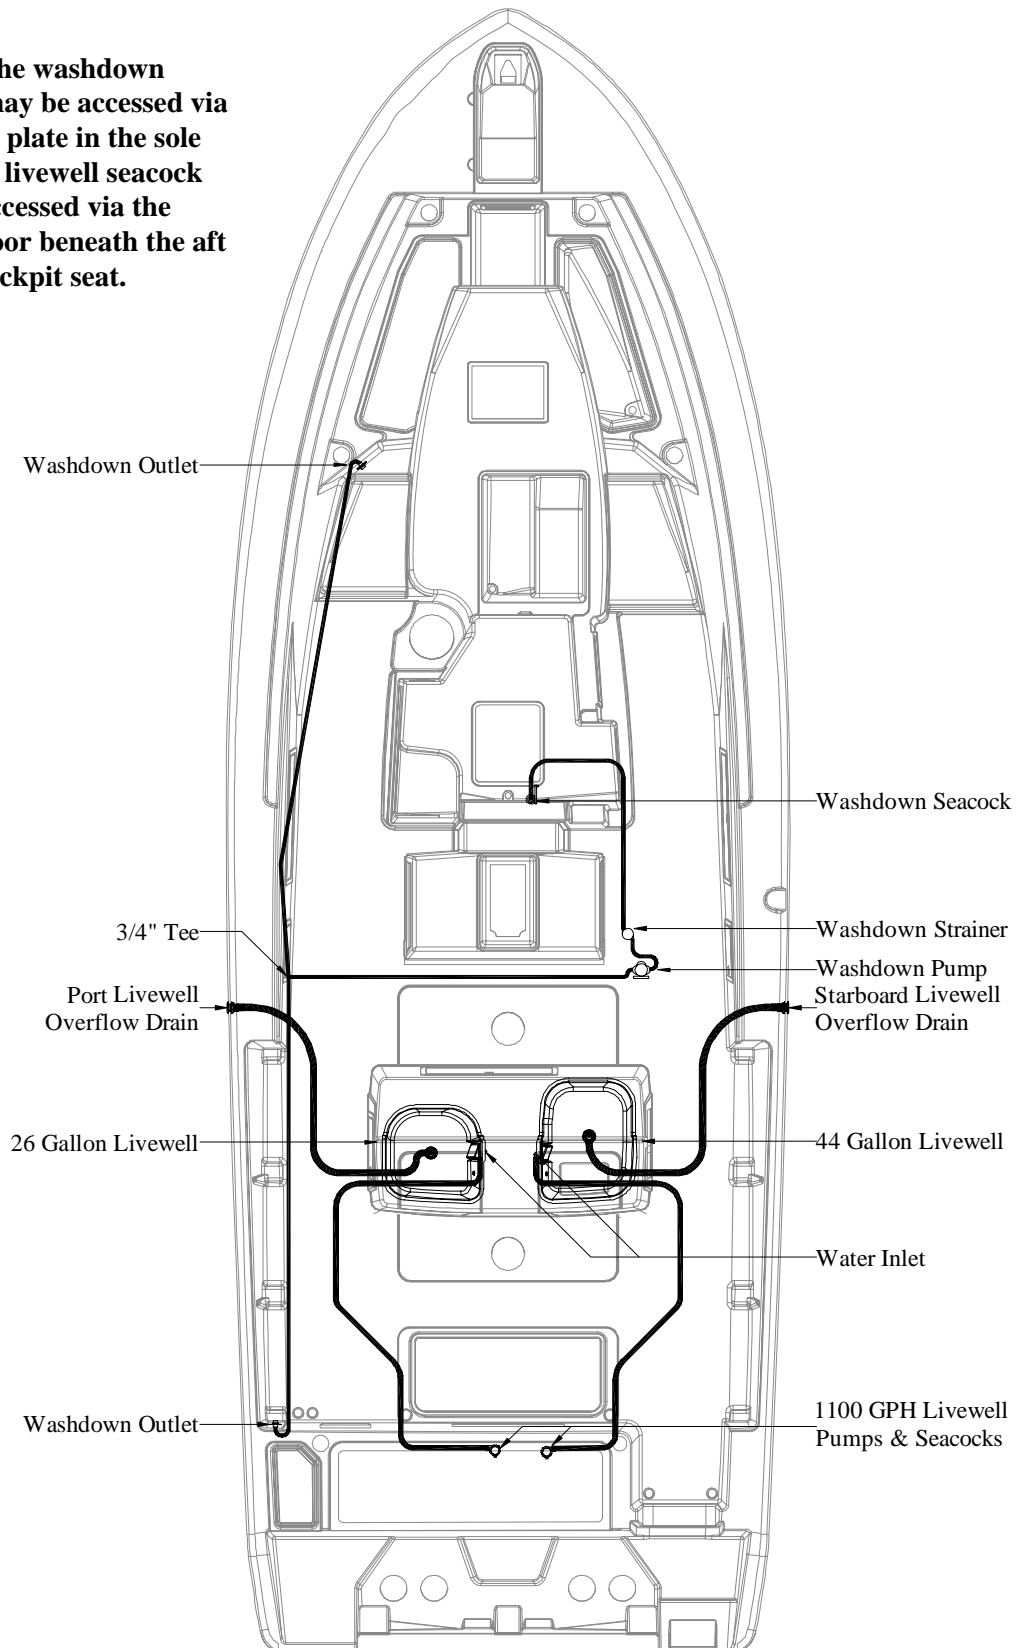 he washdown
may be accessed via
plate in the sole
livewell seacock
ccessed via the
oor beneath the aft
ckpit seat.
Washdown Outlet
Washdown Seacock
3/4" Tee
Washdown Strainer
Washdown Pump
Port Livewell
Overflow Drain
Starboard Livewell
Overflow Drain
26 Gallon Livewell
44 Gallon Livewell
Water Inlet
Washdown Outlet
1100 GPH Livewell
Pumps & Seacocks